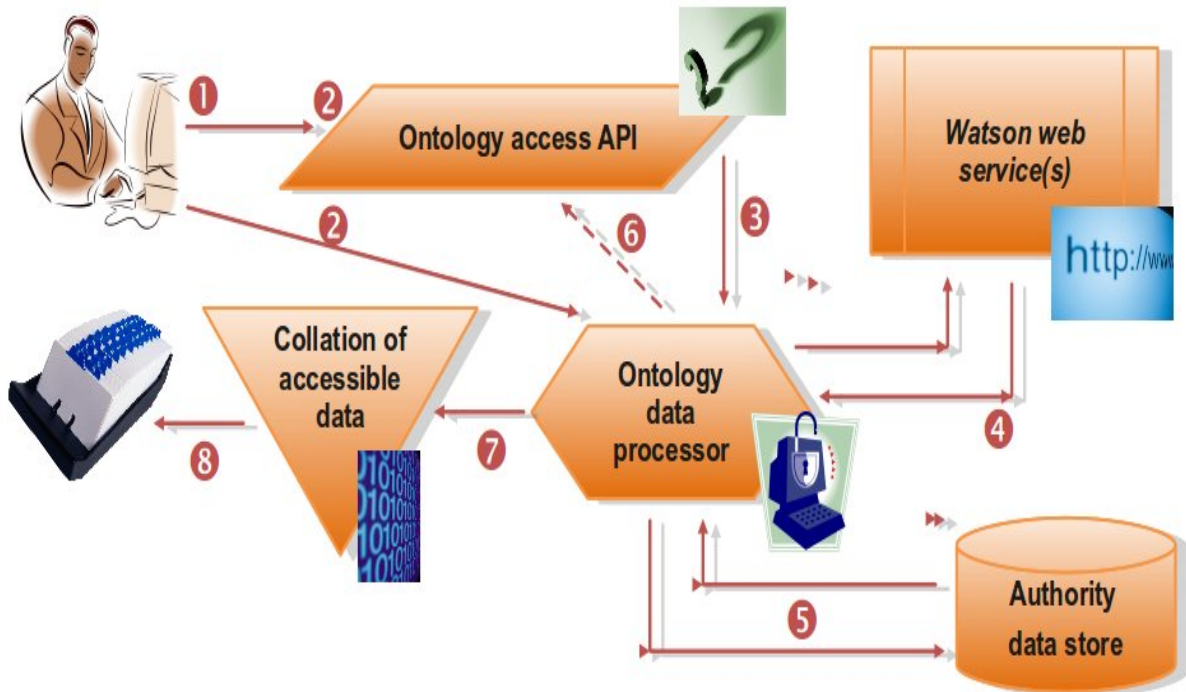 1
2
Ontology access API
Watson web
service(s)
http://www
2
6
3
Collation of
accessible
data
Ontology
data
processor
4
8
7
5
Authority
data store